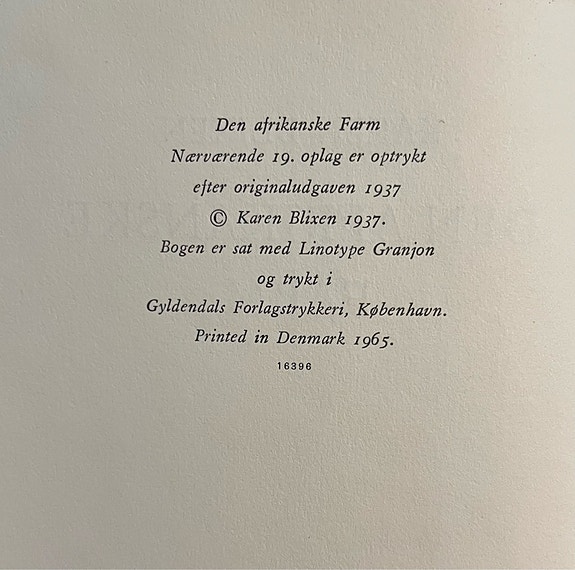 Den afrikanske Farm
Nærværende 19. oplag er optrykt
efter originaludgaven 1937
© Karen Blixen 1937.
Bogen er sat med Linotype Granjon
og trykt i
Gyldendals Forlagstrykkeri, København.
Printed in Denmark 1965.
16396